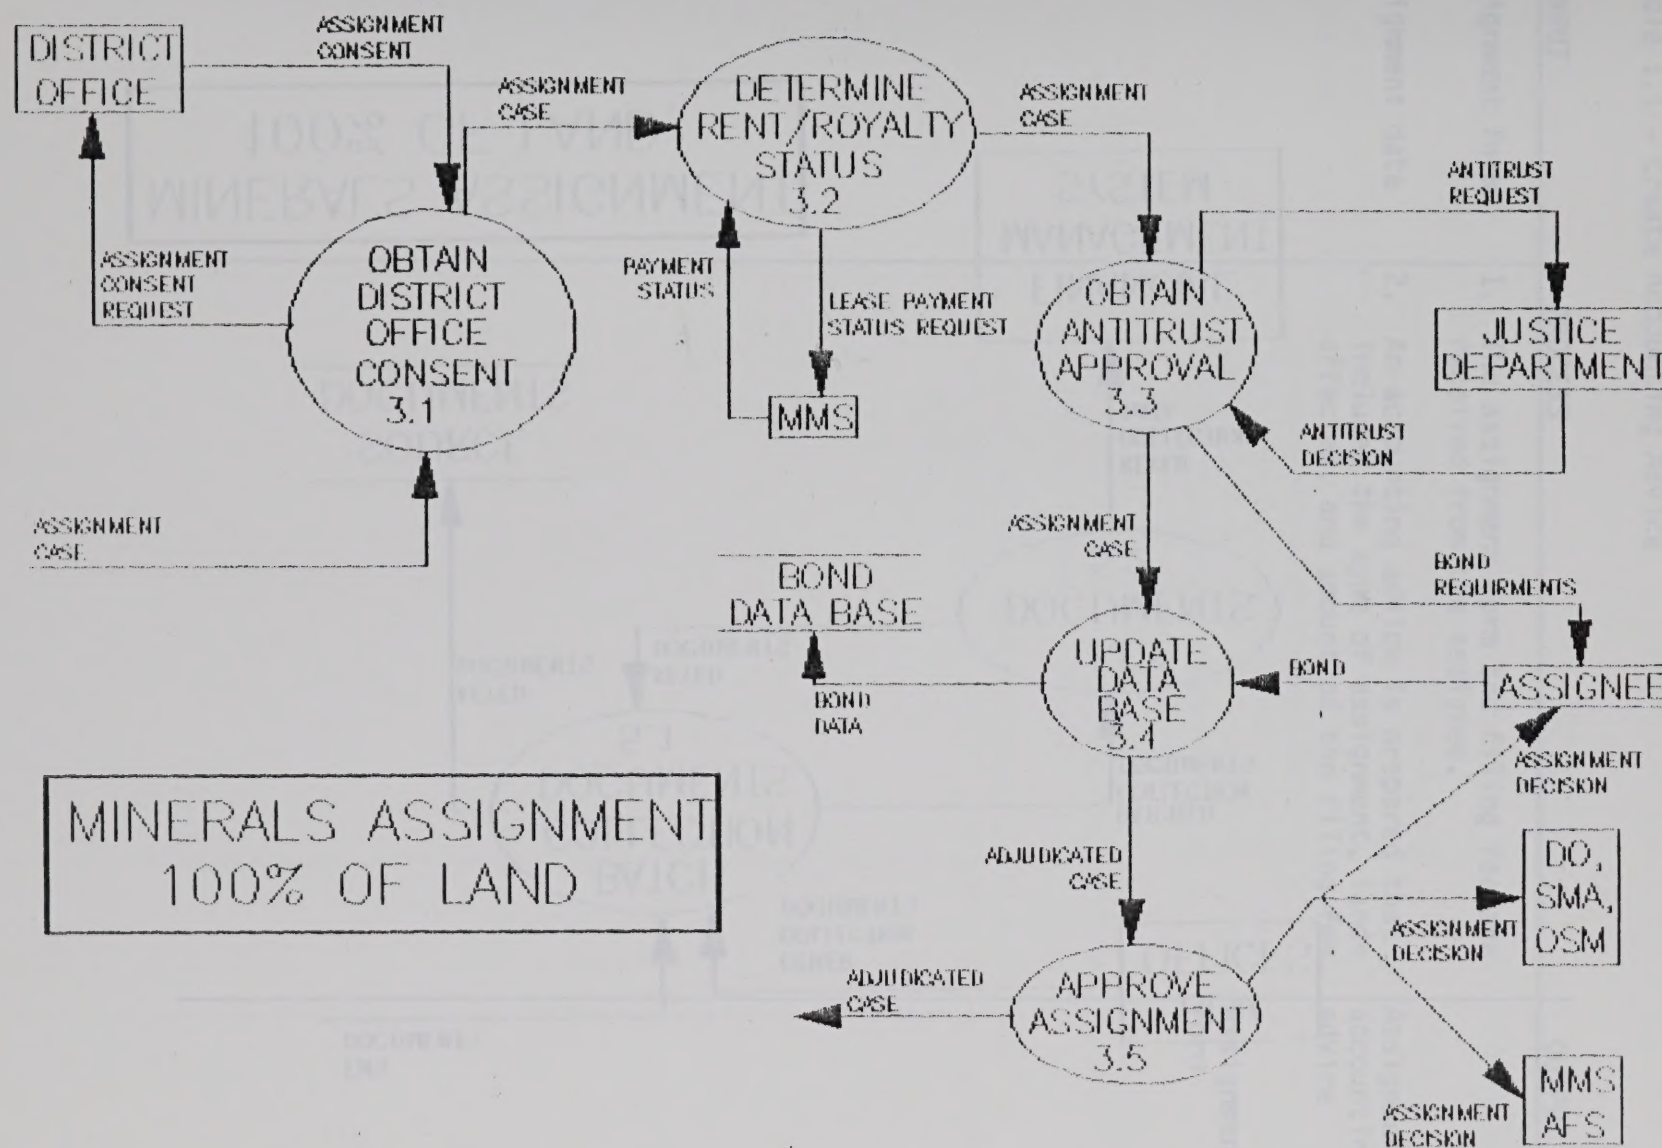 DISTRICT
OFFICE
ASSIGNMENT
CONSENT
ASSIGNMENT
CASE
DETERMINE
RENT/ROYALTY
STATUS
3.2
ASSIGNMENT
CASE
ANTITRUST
REQUEST
ASSIGNMENT
CONSENT
REQUEST
OBTAIN
DISTRICT
OFFICE
CONSENT
3.1
PAYMENT
STATUS
LEASE PAYMENT
STATUS REQUEST
MMS
OBTAIN
ANTITRUST
APPROVAL
3.3
JUSTICE
DEPARTMENT
ANTITRUST
DECISION
ASSIGNMENT
CASE
ASSIGNMENT
CASE
BOND
REQUIRMENTS
BOND
DATA BASE
BOND
DATA
UPDATE
DATA
BASE
3.4
BOND
ASSIGNEE
ASSIGNMENT
DECISION
MINERALS ASSIGNMENT
100% OF LAND
ADJUDICATED
CASE
DO,
SMA,
OSM
ASSIGNMENT
DECISION
ADJUDICATED
CASE
APPROVE
ASSIGNMENT
3.5
MMS
AFS
ASSIGNMENT
DECISION